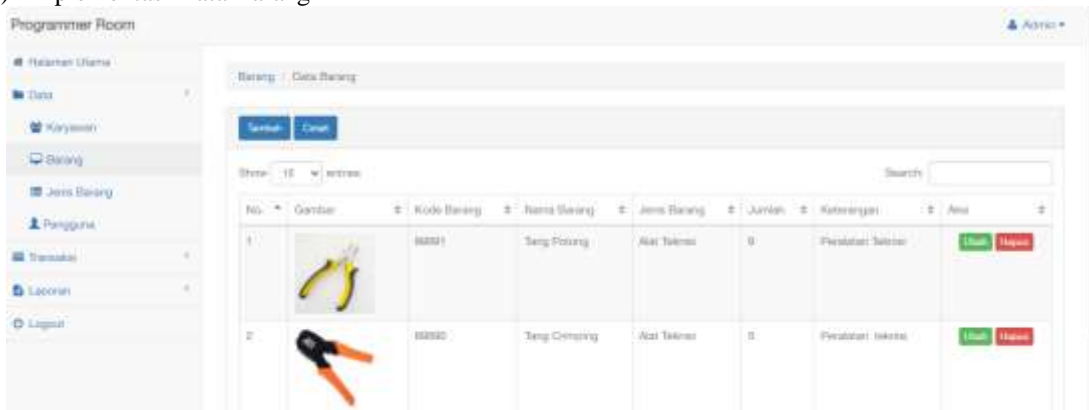 Programmer Room
Admin
Halaman Utama
Barang / Data Barang
Data
Karyawan
Tambah Cetak
Barang
Show 10 entries
Search:
Jenis Barang
No. Gambar Kode Barang Nama Barang Jenis Barang Jumlah Keterangan Aksi
Pengguna
1 Tang Potong Alat Teknisi Peralatan Teknisi Ubah Hapus
Transaksi
Laporan
Logout
2 Tang Crimping Alat Teknisi Peralatan teknisi Ubah Hapus